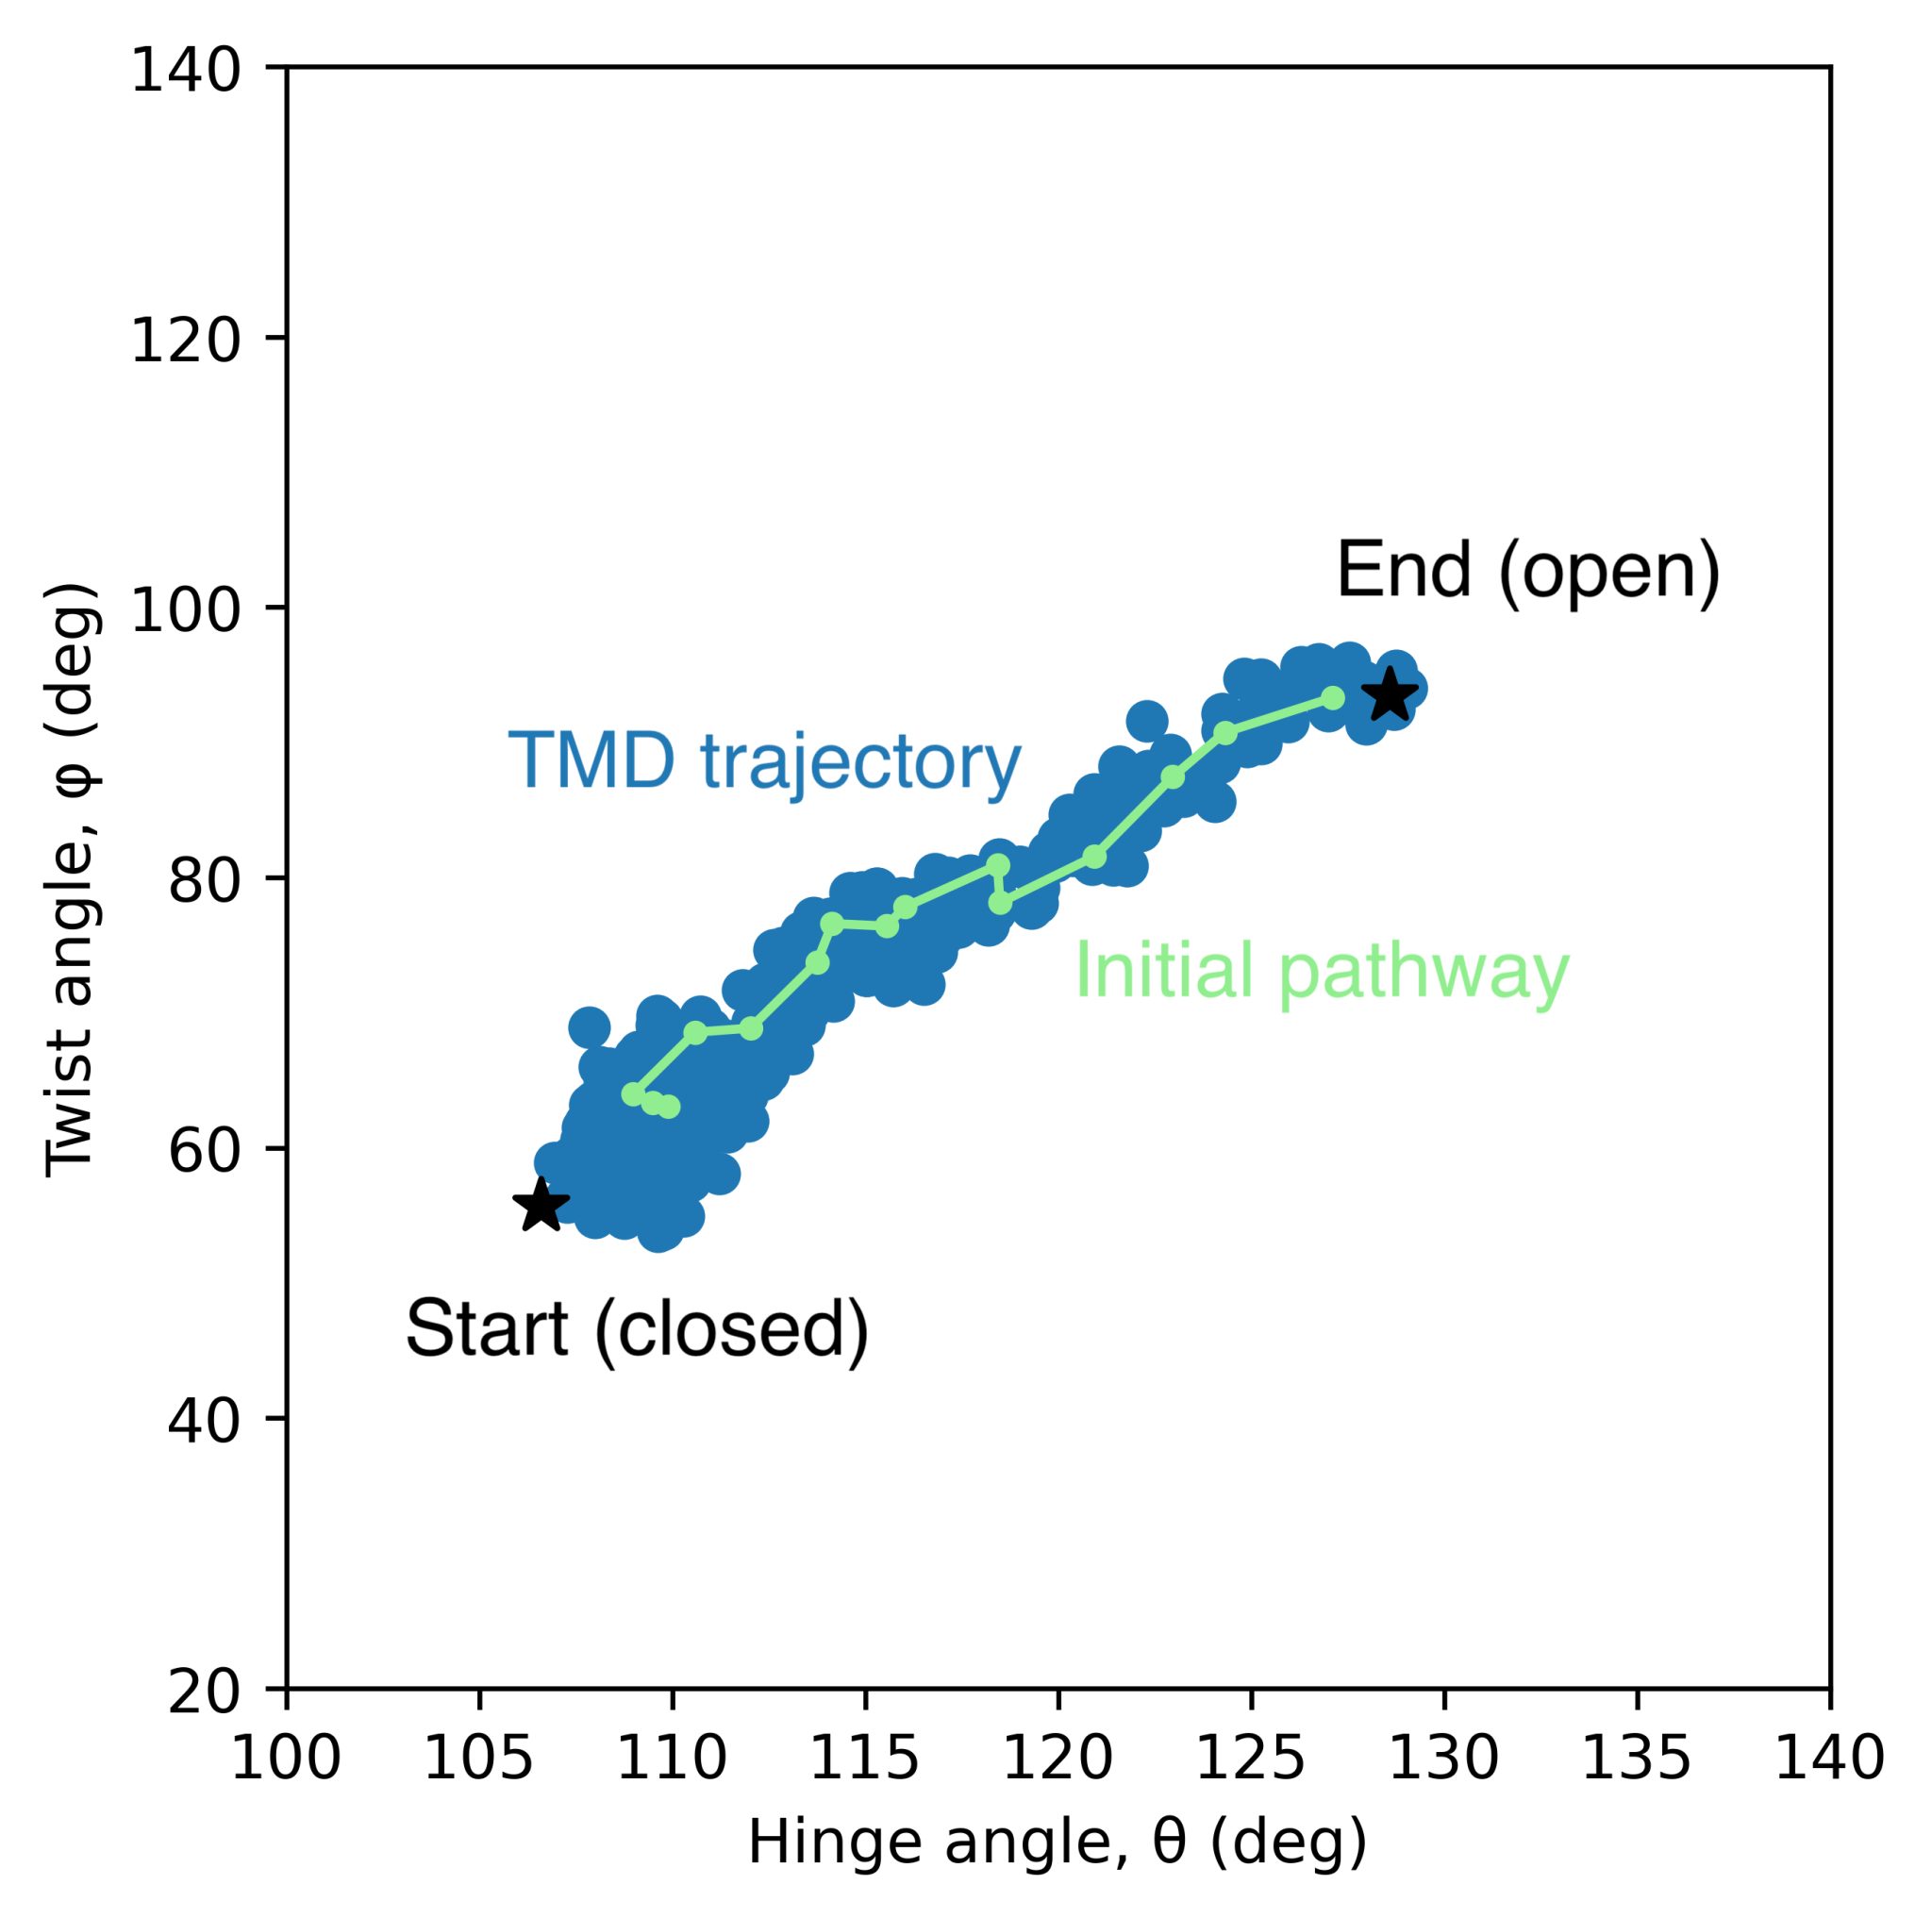 140
120
100
80
60
40
20
Twist angle, φ (deg)
End (open)
TMD trajectory
Initial pathway
Start (closed)
100 105 110 115 120 125 130 135 140
Hinge angle, θ (deg)